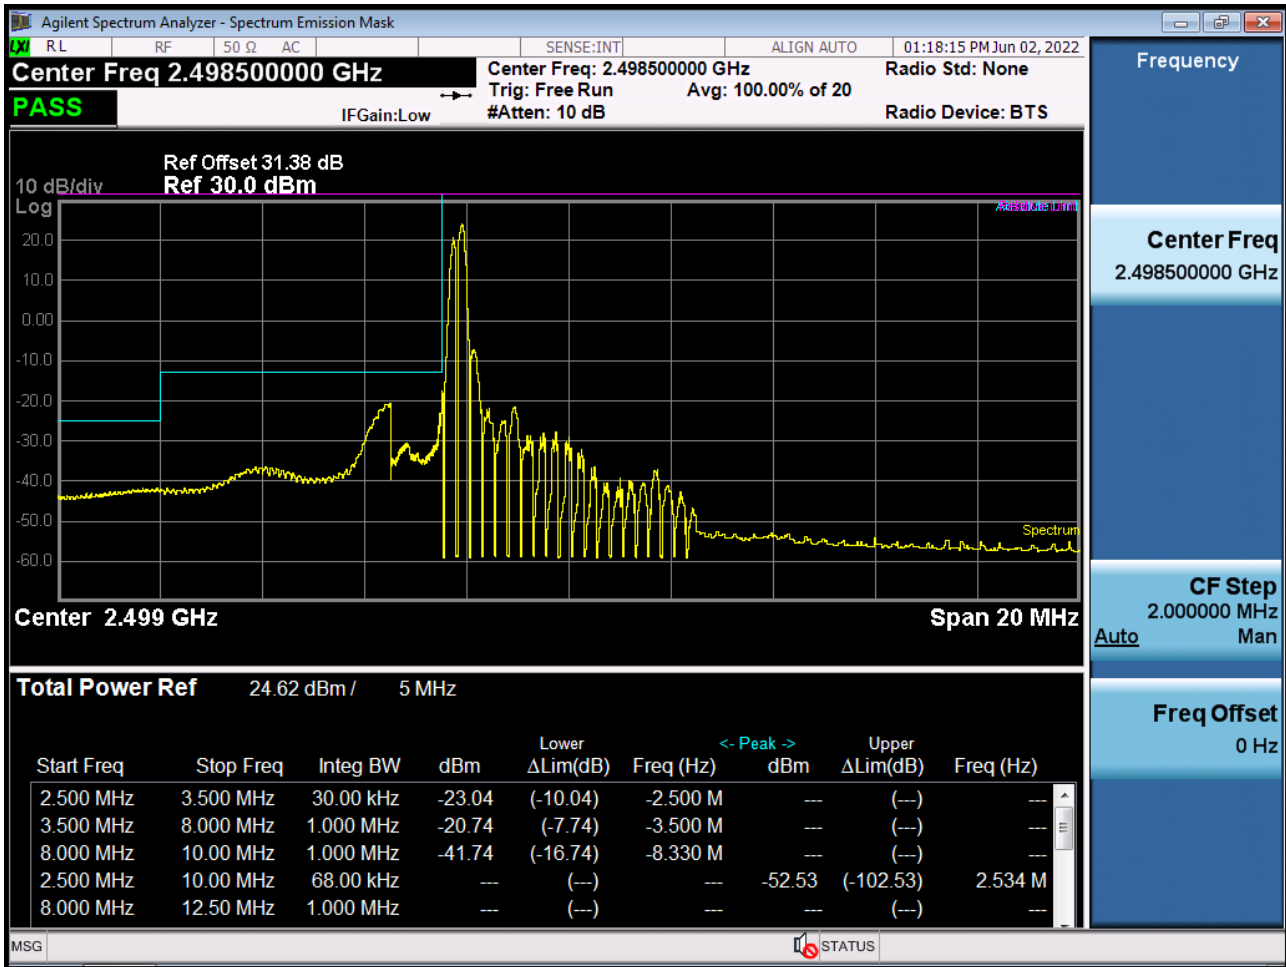 Agilent Spectrum Analyzer - Spectrum Emission Mask
LXI RL RF 50 Ω AC SENSE:INT ALIGN AUTO 01:18:15 PM Jun 02, 2022
Center Freq 2.498500000 GHz
Center Freq: 2.498500000 GHz Radio Std: None
Trig: Free Run Avg: 100.00% of 20
PASS
IFGain:Low #Atten: 10 dB Radio Device: BTS
Ref Offset 31.38 dB
10 dB/div Ref 30.0 dBm
Log
Absolute Limit
20.0
10.0
0.00
-10.0
-20.0
-30.0
-40.0
-50.0
Spectrum
-60.0
Center 2.499 GHz Span 20 MHz
Total Power Ref 24.62 dBm / 5 MHz
Lower <- Peak -> Upper
Start Freq Stop Freq Integ BW dBm ΔLim(dB) Freq (Hz) dBm ΔLim(dB) Freq (Hz)
2.500 MHz 3.500 MHz 30.00 kHz -23.04 (-10.04) -2.500 M --- (---) ---
3.500 MHz 8.000 MHz 1.000 MHz -20.74 (-7.74) -3.500 M --- (---) ---
8.000 MHz 10.00 MHz 1.000 MHz -41.74 (-16.74) -8.330 M --- (---) ---
2.500 MHz 10.00 MHz 68.00 kHz --- (---) --- -52.53 (-102.53) 2.534 M
8.000 MHz 12.50 MHz 1.000 MHz --- (---) --- --- (---) ---
MSG STATUS
Frequency
Center Freq
2.498500000 GHz
CF Step
2.000000 MHz
Auto Man
Freq Offset
0 Hz